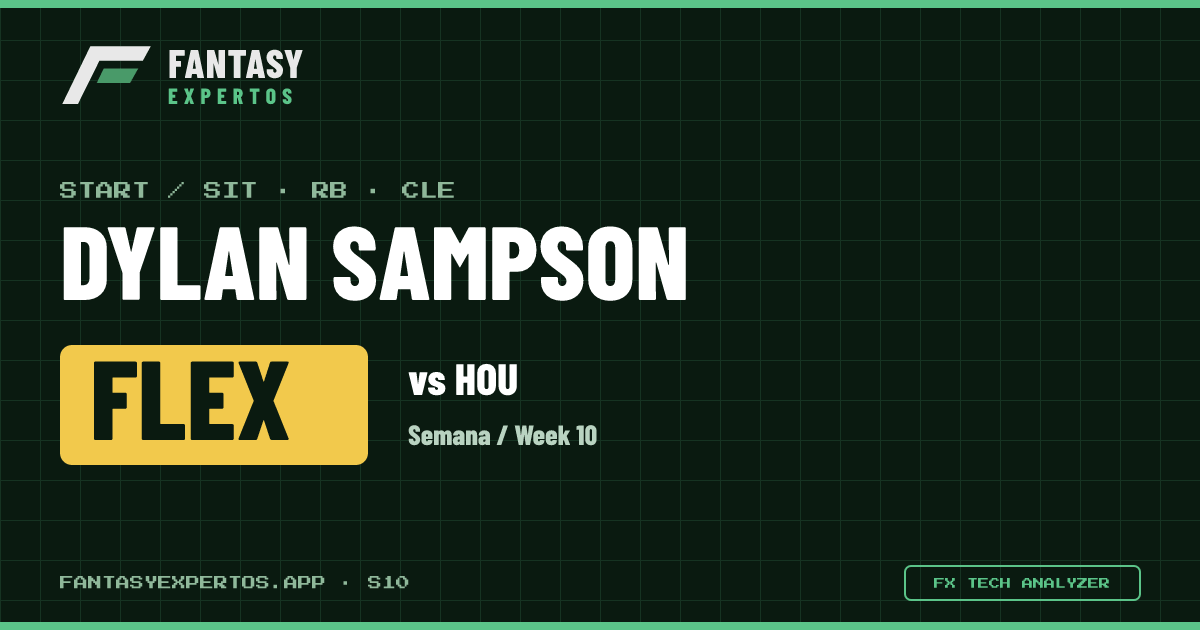 FANTASY
EXPERTOS
START / SIT · RB · CLE
DYLAN SAMPSON
FLEX
vs HOU
Semana / Week 10
FANTASYEXPERTOS.APP · S10
FX TECH ANALYZER